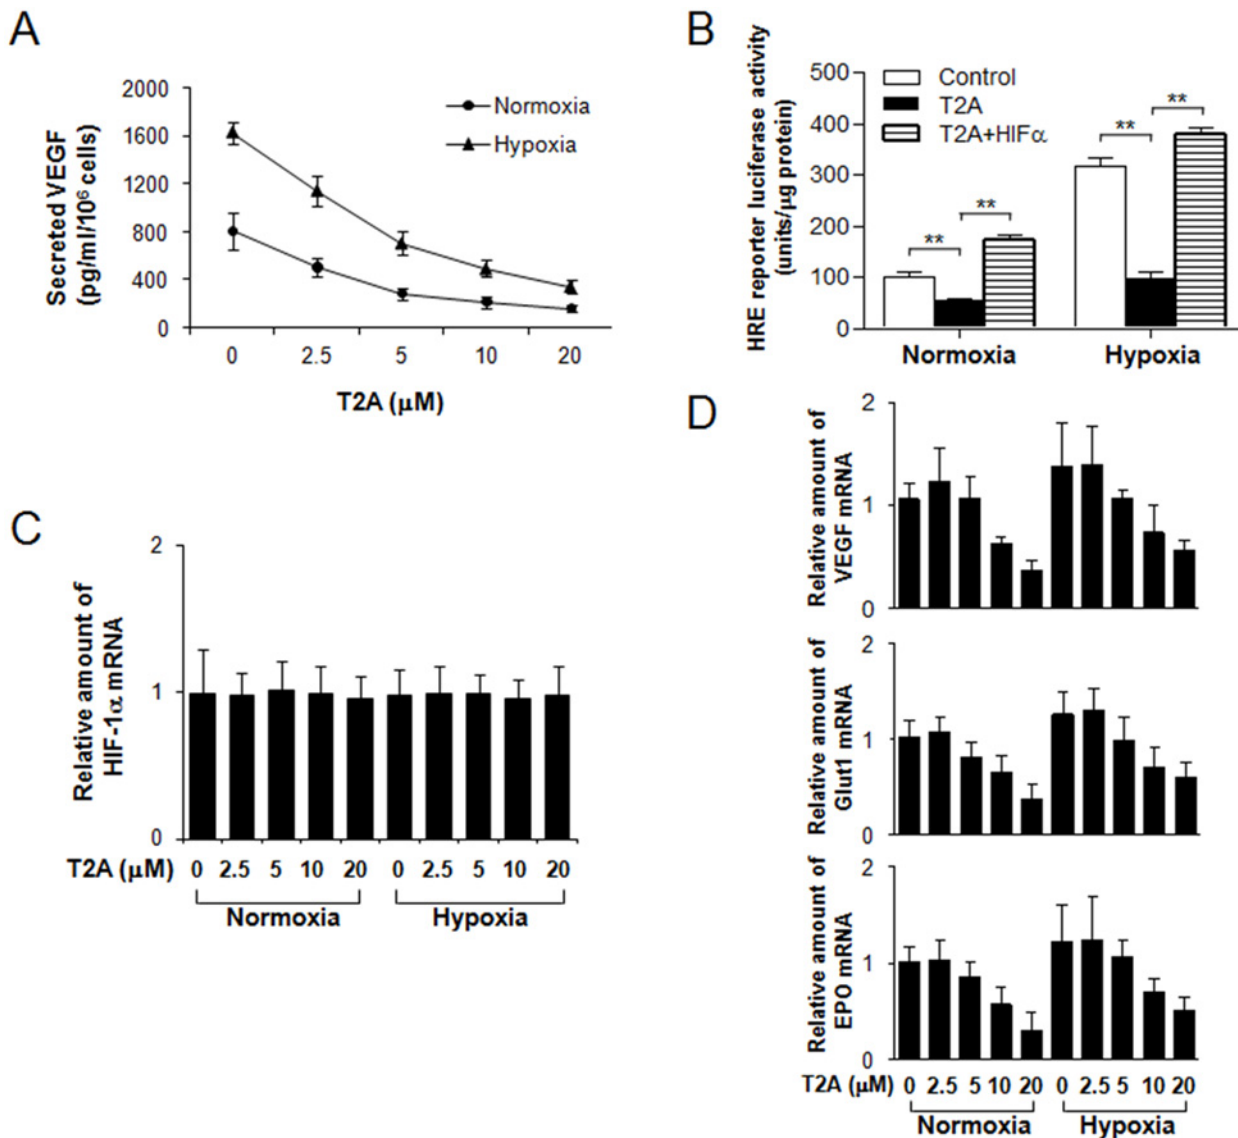 A
Secreted VEGF
(pg/ml/10⁶ cells)
2000
1600
1200
800
400
0
Normoxia
Hypoxia
0 2.5 5 10 20
T2A (μM)
B
HRE reporter luciferase activity
(units/μg protein)
500
400
300
200
100
0
Control
T2A
T2A+HIFα
** ** ** **
Normoxia Hypoxia
C
Relative amount of
HIF-1α mRNA
2
1
0
T2A (μM) 0 2.5 5 10 20 0 2.5 5 10 20
Normoxia Hypoxia
D
Relative amount of
VEGF mRNA
2
1
0
Relative amount of
Glut1 mRNA
2
1
0
Relative amount of
EPO mRNA
2
1
0
T2A (μM) 0 2.5 5 10 20 0 2.5 5 10 20
Normoxia Hypoxia